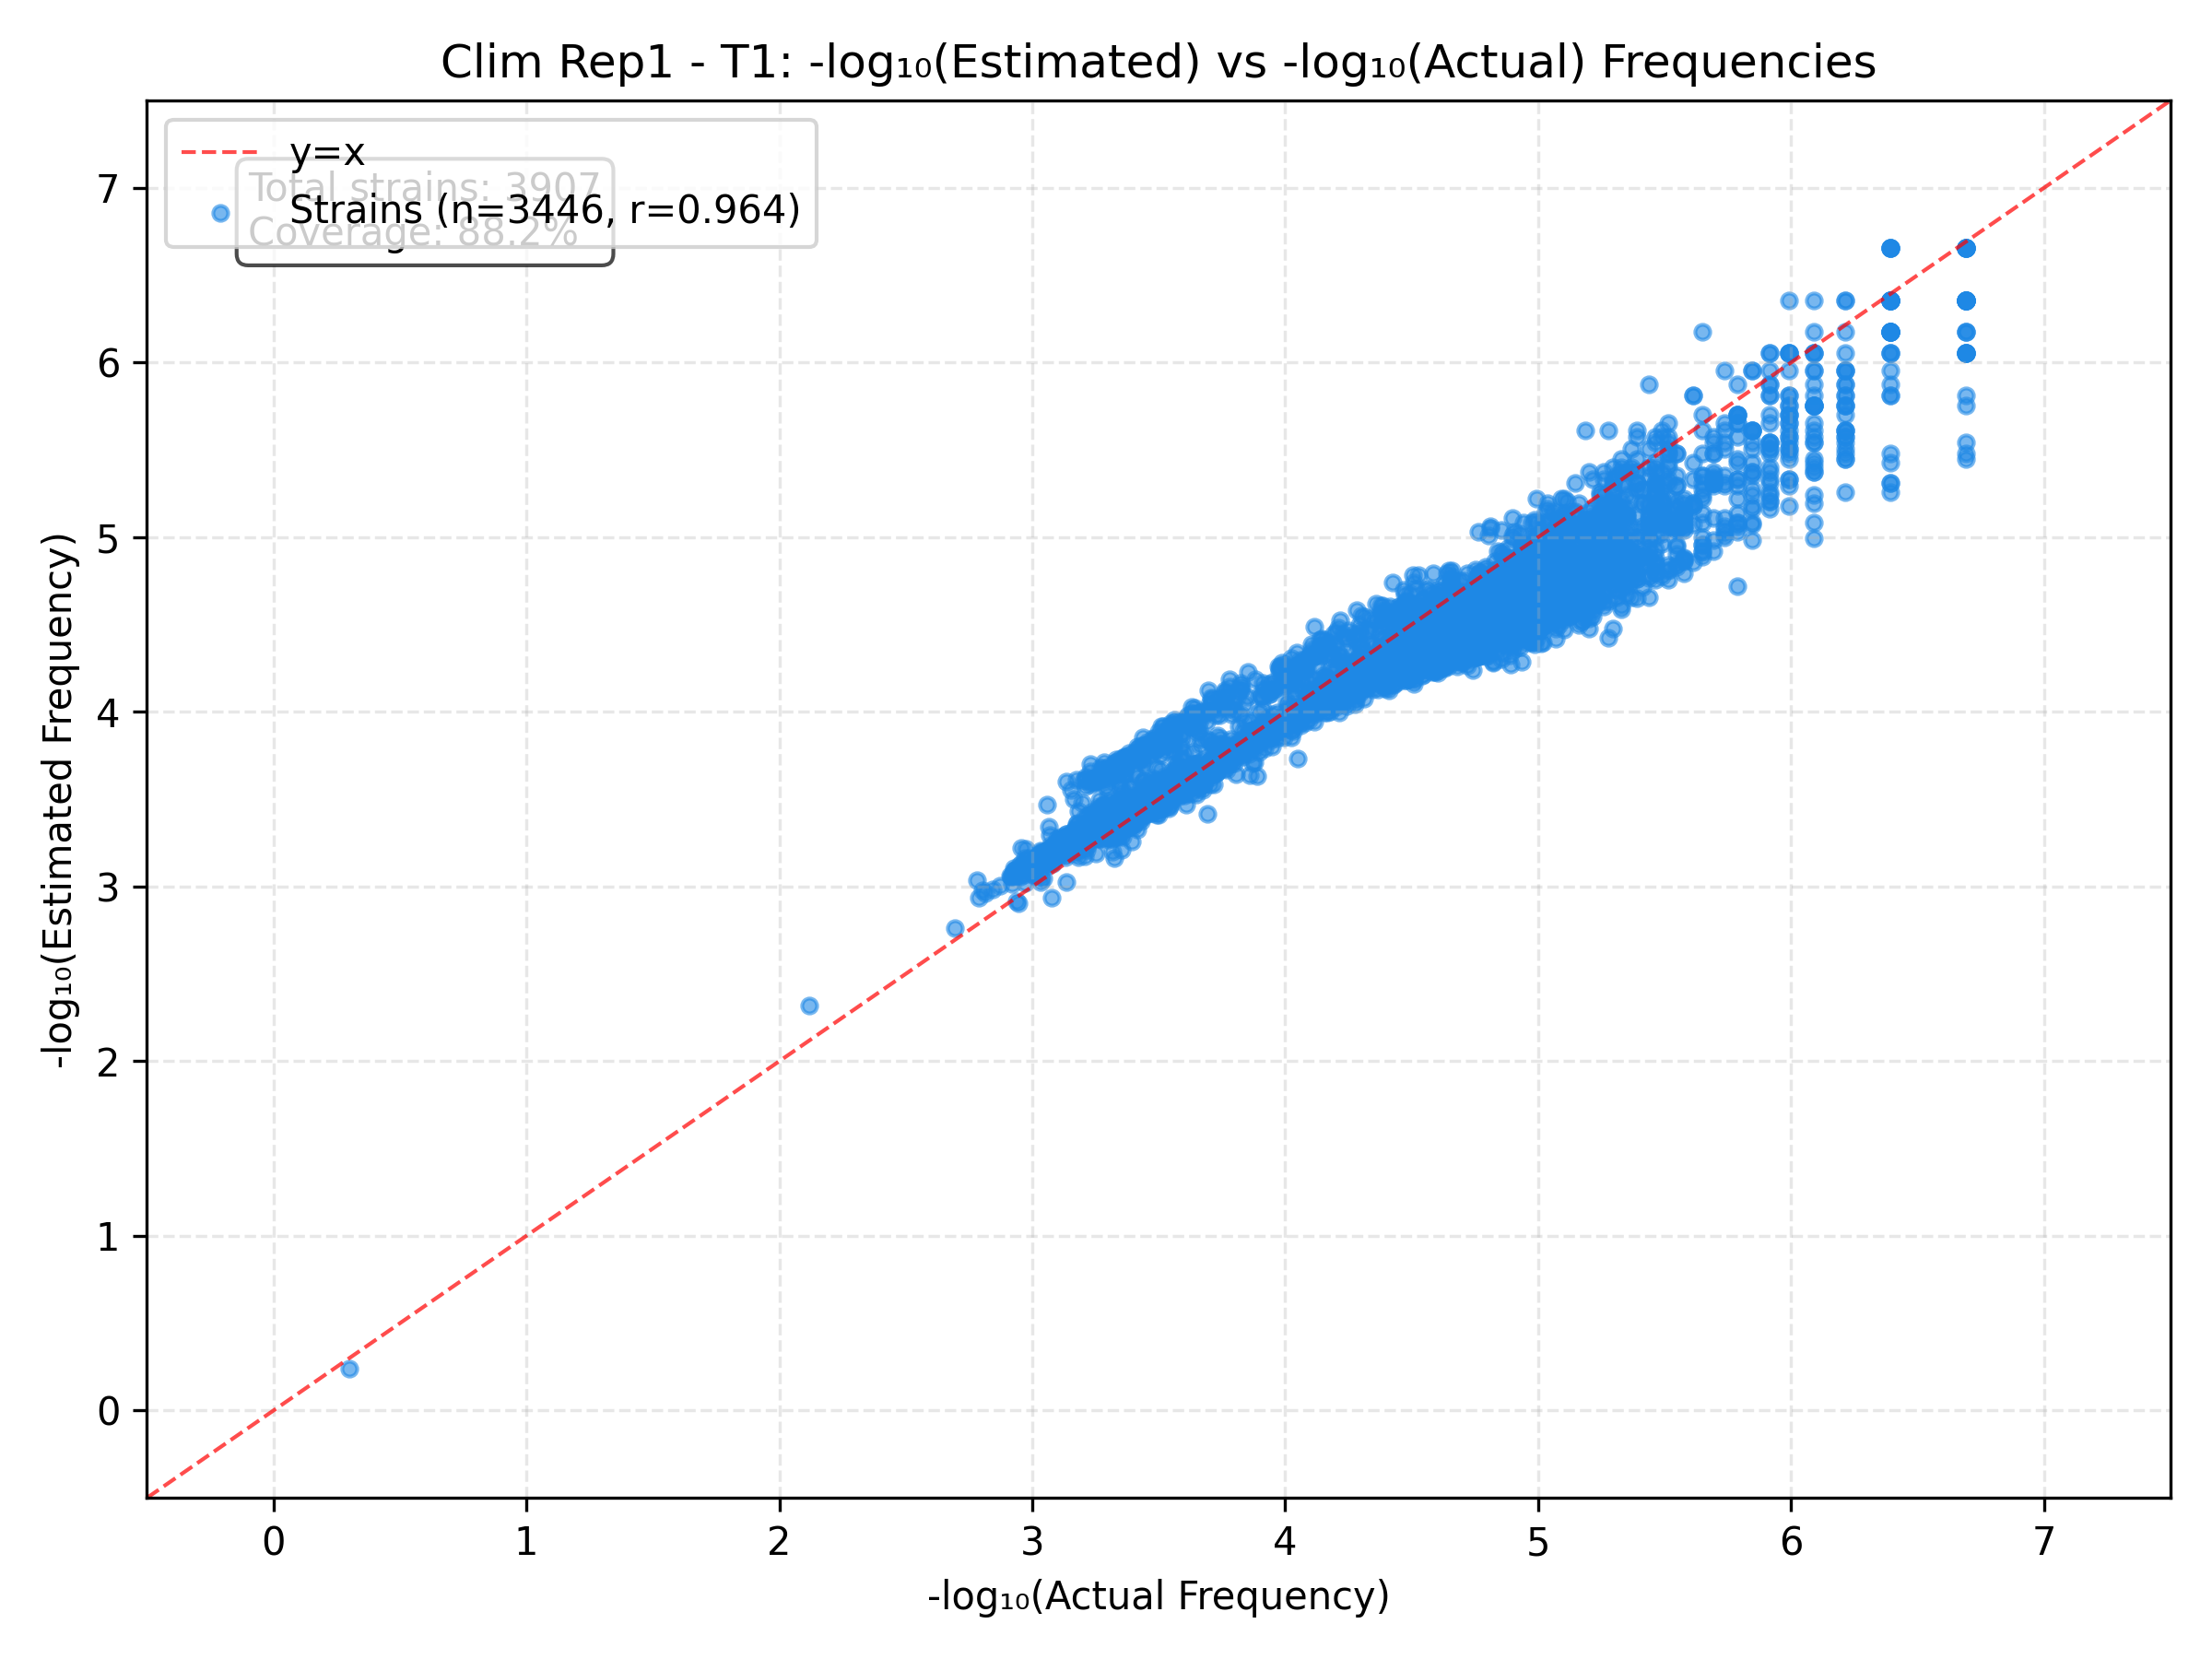 Clim Rep1 - T1: -log₁₀(Estimated) vs -log₁₀(Actual) Frequencies
y=x
Total strains: 3907
Strains (n=3446, r=0.964)
Coverage: 88.2%
7
6
5
4
3
2
1
0
-log₁₀(Estimated Frequency)
0 1 2 3 4 5 6 7
-log₁₀(Actual Frequency)